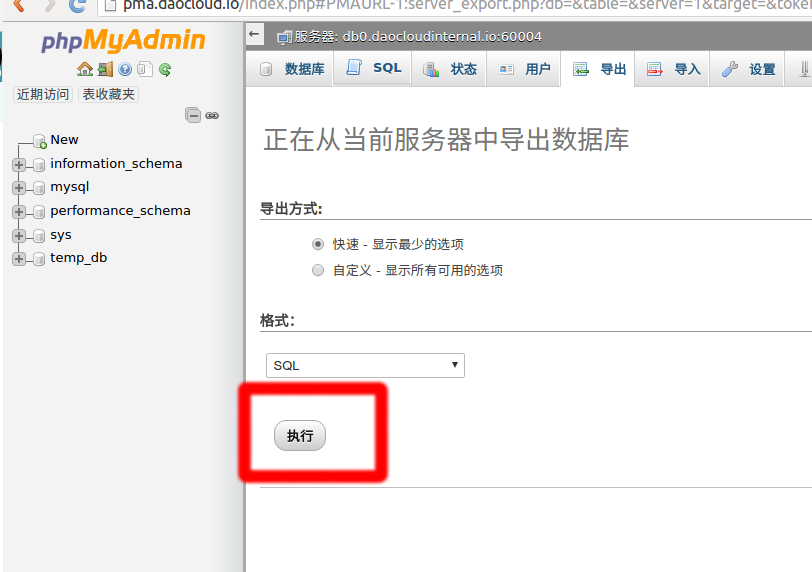 pma.daocloud.io/index.php#PMAURL-1:server_export.php?db=&table=&server=1&target=&token
phpMyAdmin
近期访问 表收藏夹
New
information_schema
mysql
performance_schema
sys
temp_db
服务器: db0.daocloudinternal.io:60004
数据库 SQL 状态 用户 导出 导入 设置
正在从当前服务器中导出数据库
导出方式:
快速 - 显示最少的选项
自定义 - 显示所有可用的选项
格式:
SQL
执行